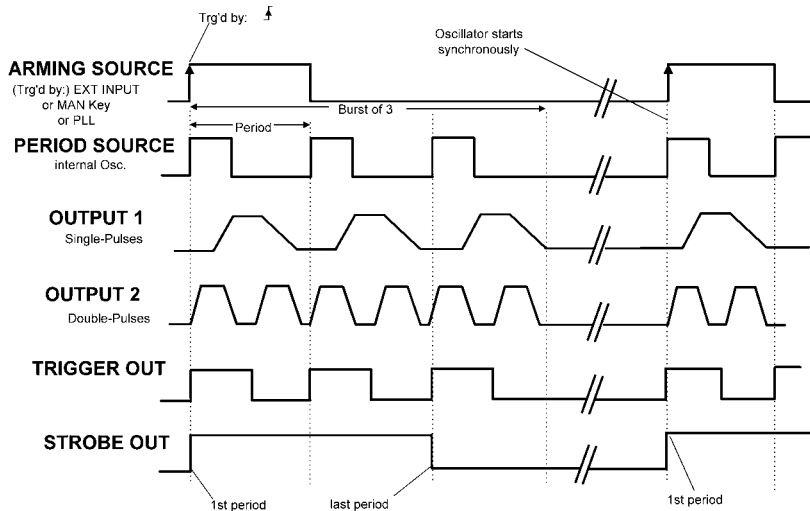 Trg'd by:
Oscillator starts
synchronously
ARMING SOURCE
(Trg'd by:) EXT INPUT
or MAN Key
or PLL
Burst of 3
Period
PERIOD SOURCE
internal Osc.
OUTPUT 1
Single-Pulses
OUTPUT 2
Double-Pulses
TRIGGER OUT
STROBE OUT
1st period
last period
1st period